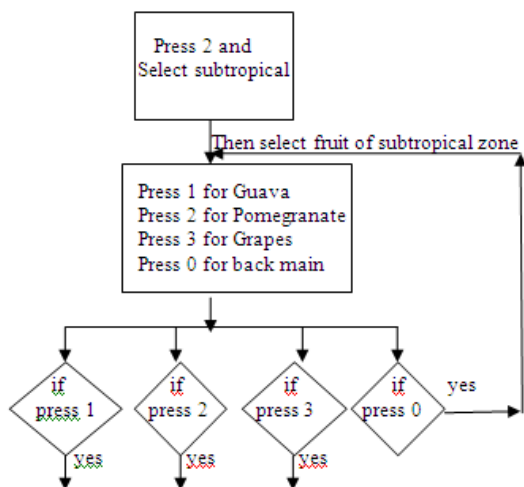 Press 2 and
Select subtropical
Then select fruit of subtropical zone
Press 1 for Guava
Press 2 for Pomegranate
Press 3 for Grapes
Press 0 for back main
if
press 1
if
press 2
if
press 3
if
press 0
yes
yes
yes
yes